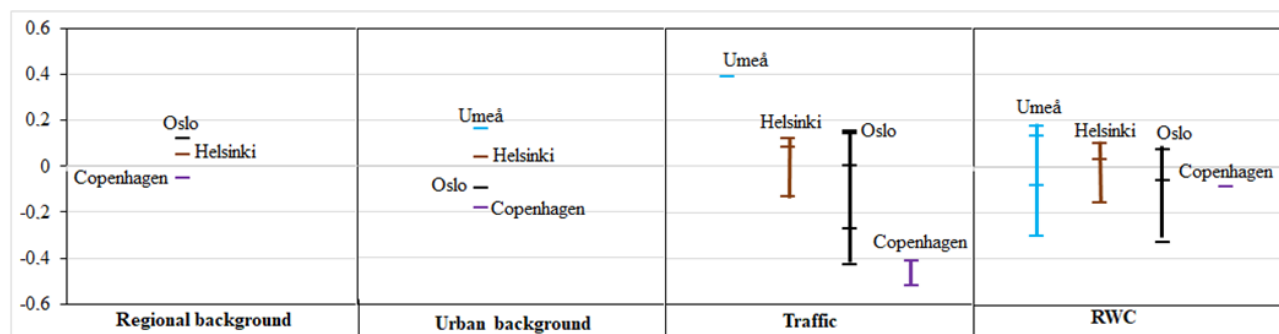 0.6
0.4
0.2
0
-0.2
-0.4
-0.6
Oslo
Helsinki
Copenhagen
Regional background
Umeå
Helsinki
Oslo
Copenhagen
Urban background
Umeå
Helsinki
Oslo
Copenhagen
Traffic
Umeå
Helsinki
Oslo
Copenhagen
RWC